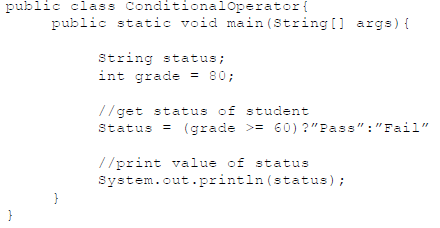 public class ConditionalOperator{
public static void main(String[] args){
String status;
int grade = 80;
//get status of student
Status = (grade >= 60)?”Pass”:”Fail”
//print value of status
System.out.println(status);
}
}